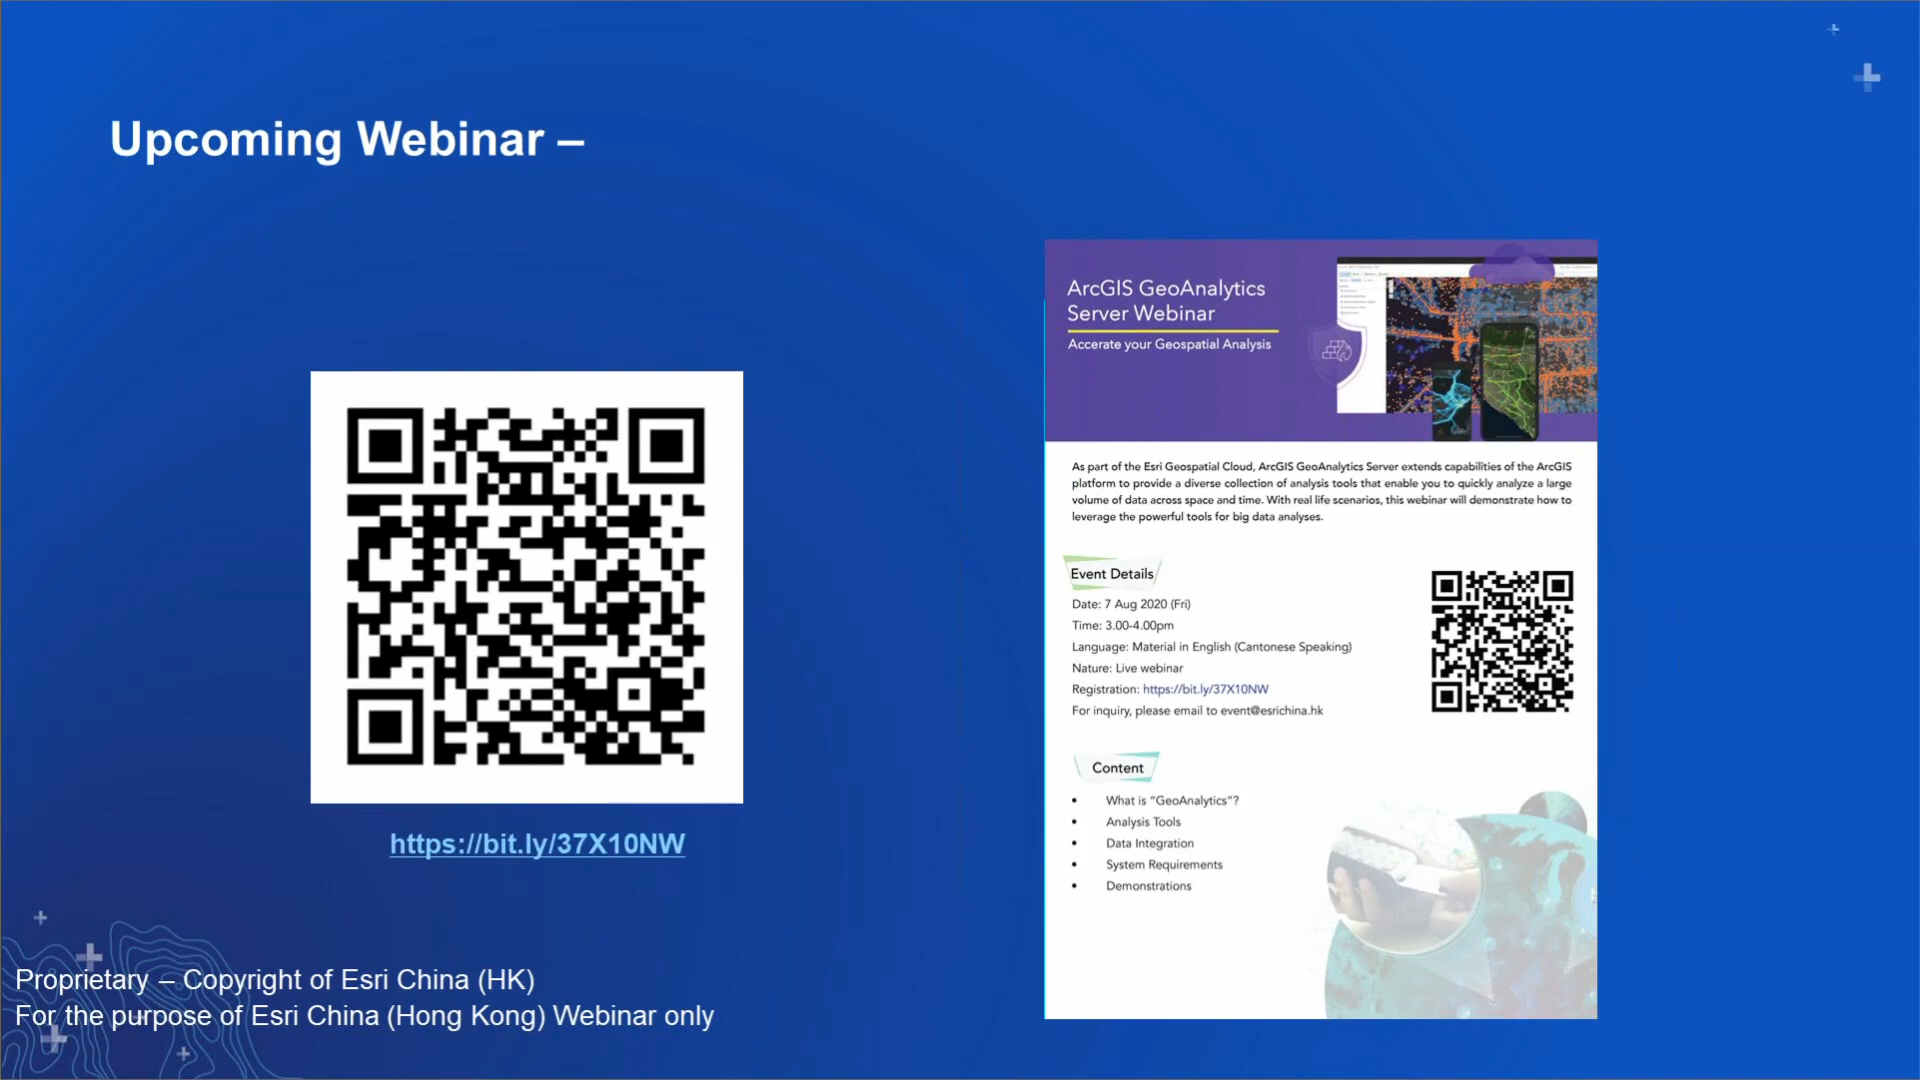 Upcoming Webinar –
https://bit.ly/37X10NW
ArcGIS GeoAnalytics
Server Webinar
Accerate your Geospatial Analysis
As part of the Esri Geospatial Cloud, ArcGIS GeoAnalytics Server extends capabilities of the ArcGIS
platform to provide a diverse collection of analysis tools that enable you to quickly analyze a large
volume of data across space and time. With real life scenarios, this webinar will demonstrate how to
leverage the powerful tools for big data analyses.
Event Details
Date: 7 Aug 2020 (Fri)
Time: 3.00-4.00pm
Language: Material in English (Cantonese Speaking)
Nature: Live webinar
Registration: https://bit.ly/37X10NW
For inquiry, please email to event@esrichina.hk
Content
• What is “GeoAnalytics”?
• Analysis Tools
• Data Integration
• System Requirements
• Demonstrations
Proprietary – Copyright of Esri China (HK)
For the purpose of Esri China (Hong Kong) Webinar only